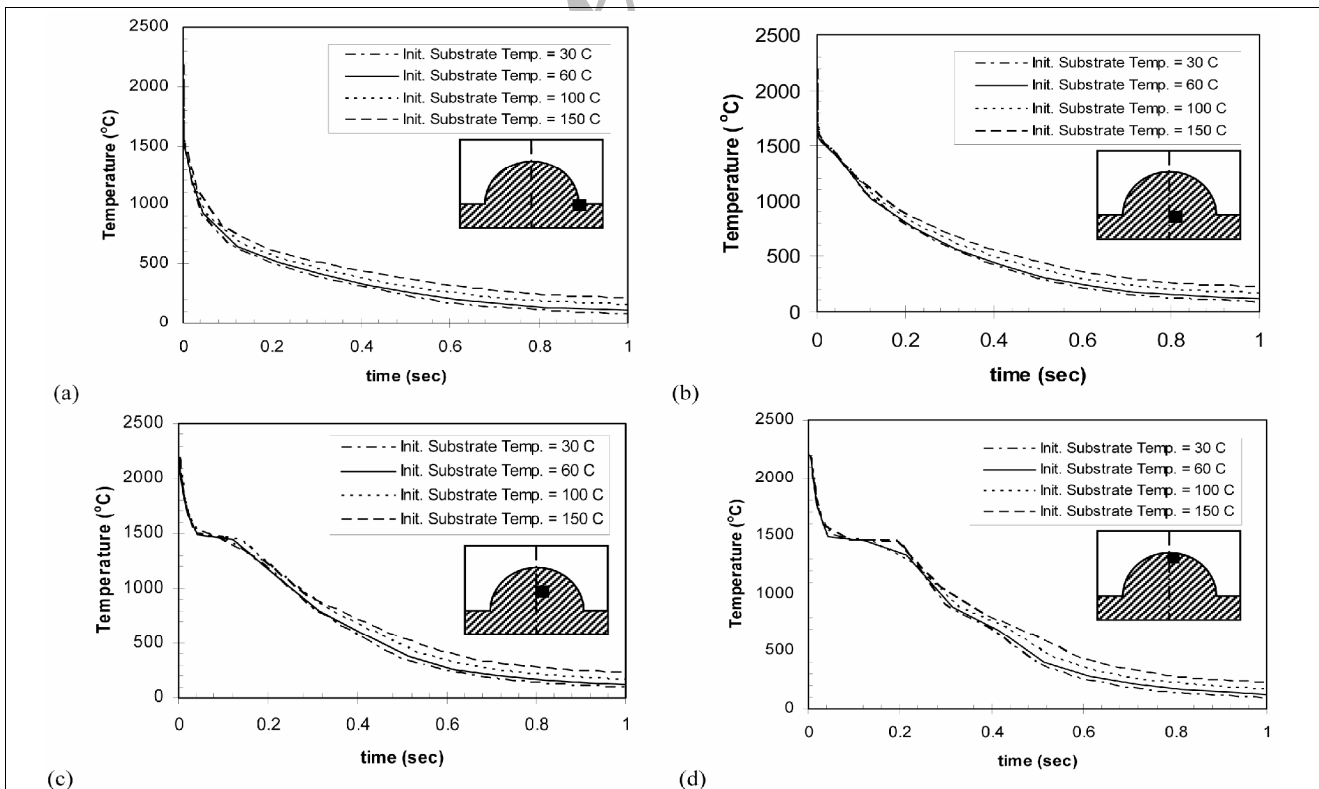 2500
2000
1500
1000
500
0
Temperature (°C)
Init. Substrate Temp. = 30 C
Init. Substrate Temp. = 60 C
Init. Substrate Temp. = 100 C
Init. Substrate Temp. = 150 C
0 0.2 0.4 0.6 0.8 1
time (sec)
(a)
2500
2000
1500
1000
500
0
Temperature ( °C)
Init. Substrate Temp. = 30 C
Init. Substrate Temp. = 60 C
Init. Substrate Temp. = 100 C
Init. Substrate Temp. = 150 C
0 0.2 0.4 0.6 0.8 1
time (sec)
(b)
2500
2000
1500
1000
500
0
Temperature (°C)
Init. Substrate Temp. = 30 C
Init. Substrate Temp. = 60 C
Init. Substrate Temp. = 100 C
Init. Substrate Temp. = 150 C
0 0.2 0.4 0.6 0.8 1
time (sec)
(c)
2500
2000
1500
1000
500
0
Temperature (°C)
Init. Substrate Temp. = 30 C
Init. Substrate Temp. = 60 C
Init. Substrate Temp. = 100 C
Init. Substrate Temp. = 150 C
0 0.2 0.4 0.6 0.8 1
time (sec)
(d)